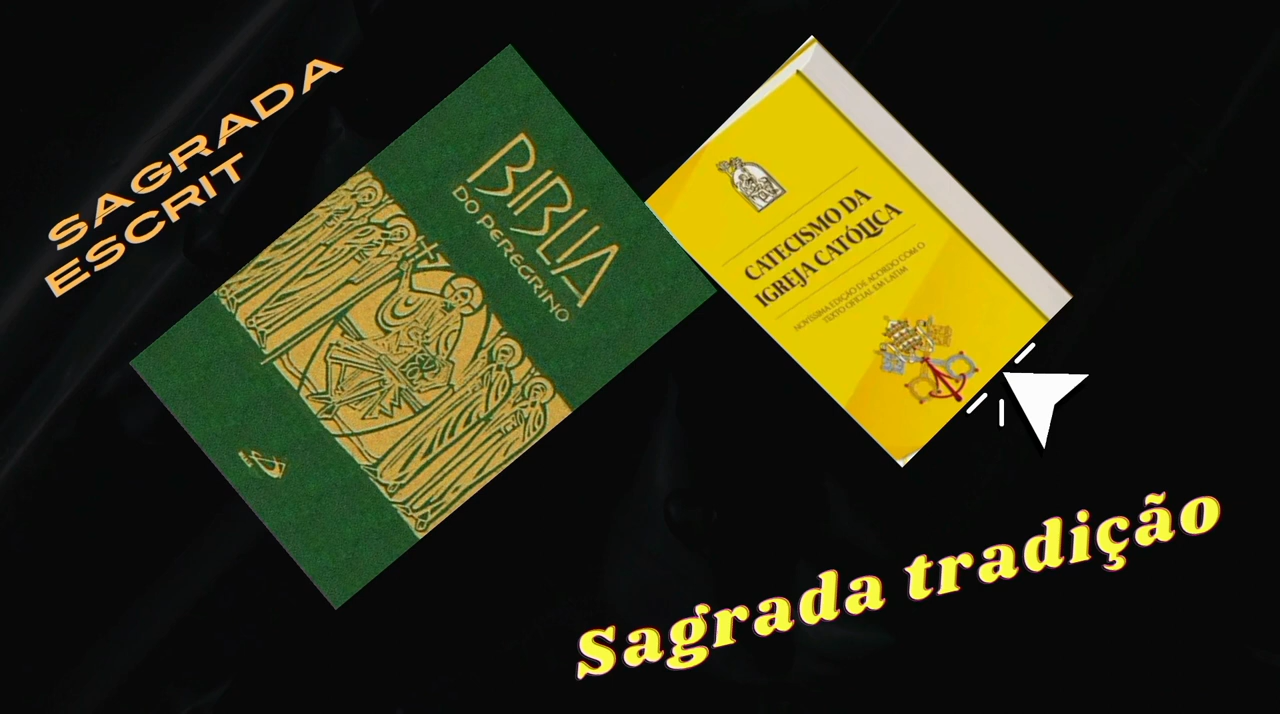 SAGRADA
ESCRIT
BIBLIA
DO PEREGRINO
CATECISMO DA
IGREJA CATÓLICA
NOVÍSSIMA EDIÇÃO DE ACORDO COM O
TEXTO OFICIAL EM LATIM
Sagrada tradição